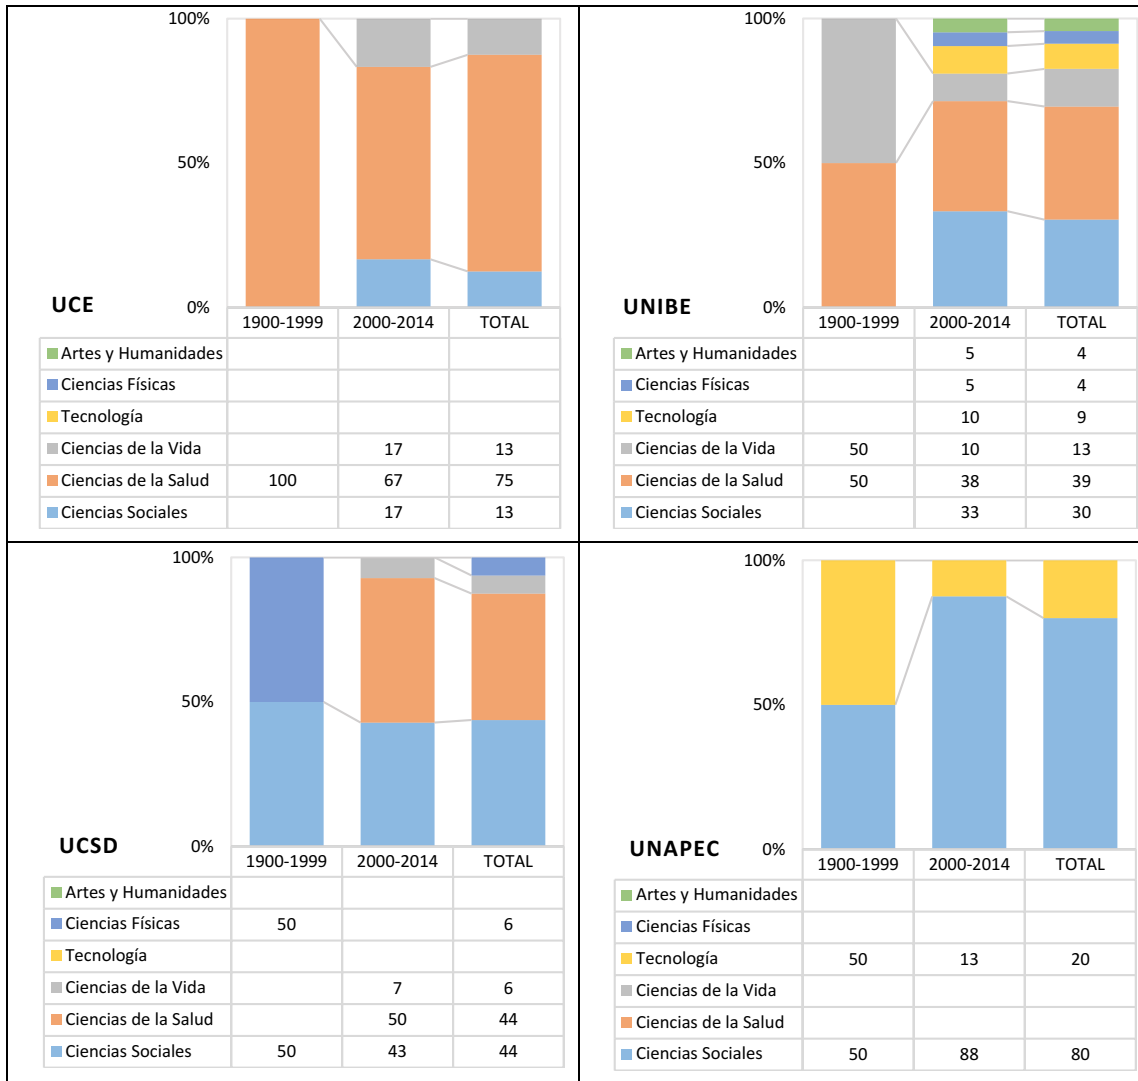 100%
50%
0%
UCE
1900-1999 2000-2014 TOTAL
Artes y Humanidades
Ciencias Físicas
Tecnología
Ciencias de la Vida 17 13
Ciencias de la Salud 100 67 75
Ciencias Sociales 17 13
100%
50%
0%
UNIBE
1900-1999 2000-2014 TOTAL
Artes y Humanidades 5 4
Ciencias Físicas 5 4
Tecnología 10 9
Ciencias de la Vida 50 10 13
Ciencias de la Salud 50 38 39
Ciencias Sociales 33 30
100%
50%
0%
UCSD
1900-1999 2000-2014 TOTAL
Artes y Humanidades
Ciencias Físicas 50 6
Tecnología
Ciencias de la Vida 7 6
Ciencias de la Salud 50 44
Ciencias Sociales 50 43 44
100%
50%
0%
UNAPEC
1900-1999 2000-2014 TOTAL
Artes y Humanidades
Ciencias Físicas
Tecnología 50 13 20
Ciencias de la Vida
Ciencias de la Salud
Ciencias Sociales 50 88 80